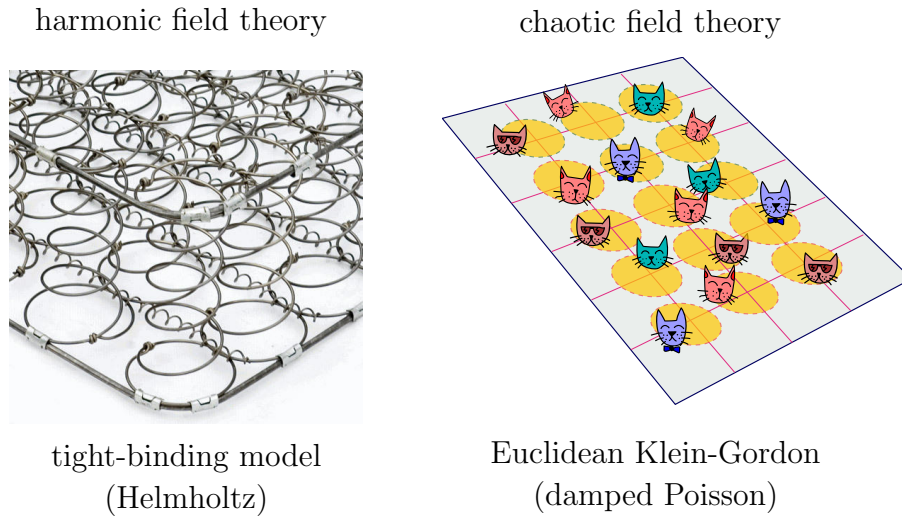 harmonic field theory
chaotic field theory
tight-binding model
(Helmholtz)
Euclidean Klein-Gordon
(damped Poisson)